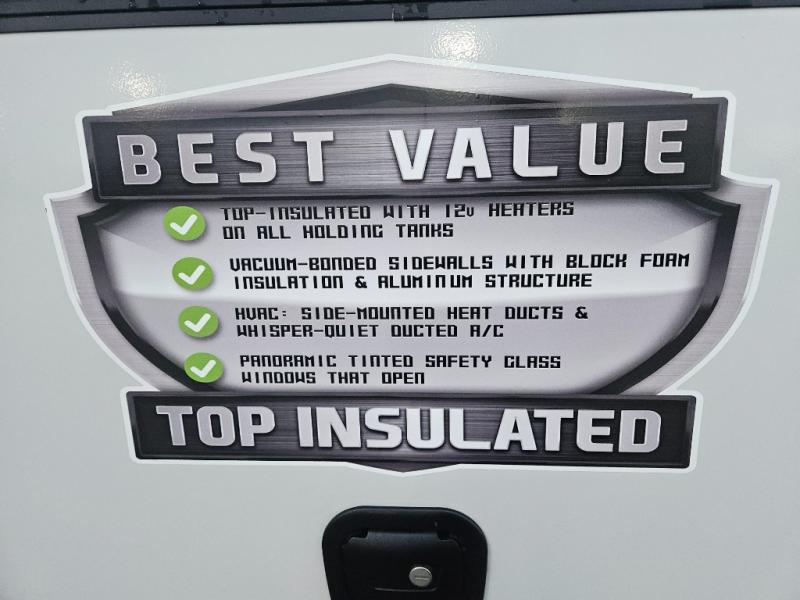 BEST VALUE
TOP-INSULATED WITH 12v HEATERS
ON ALL HOLDING TANKS
VACUUM-BONDED SIDEWALLS WITH BLOCK FOAM
INSULATION & ALUMINUM STRUCTURE
HVAC: SIDE-MOUNTED HEAT DUCTS &
WHISPER-QUIET DUCTED A/C
PANORAMIC TINTED SAFETY GLASS
WINDOWS THAT OPEN
TOP INSULATED